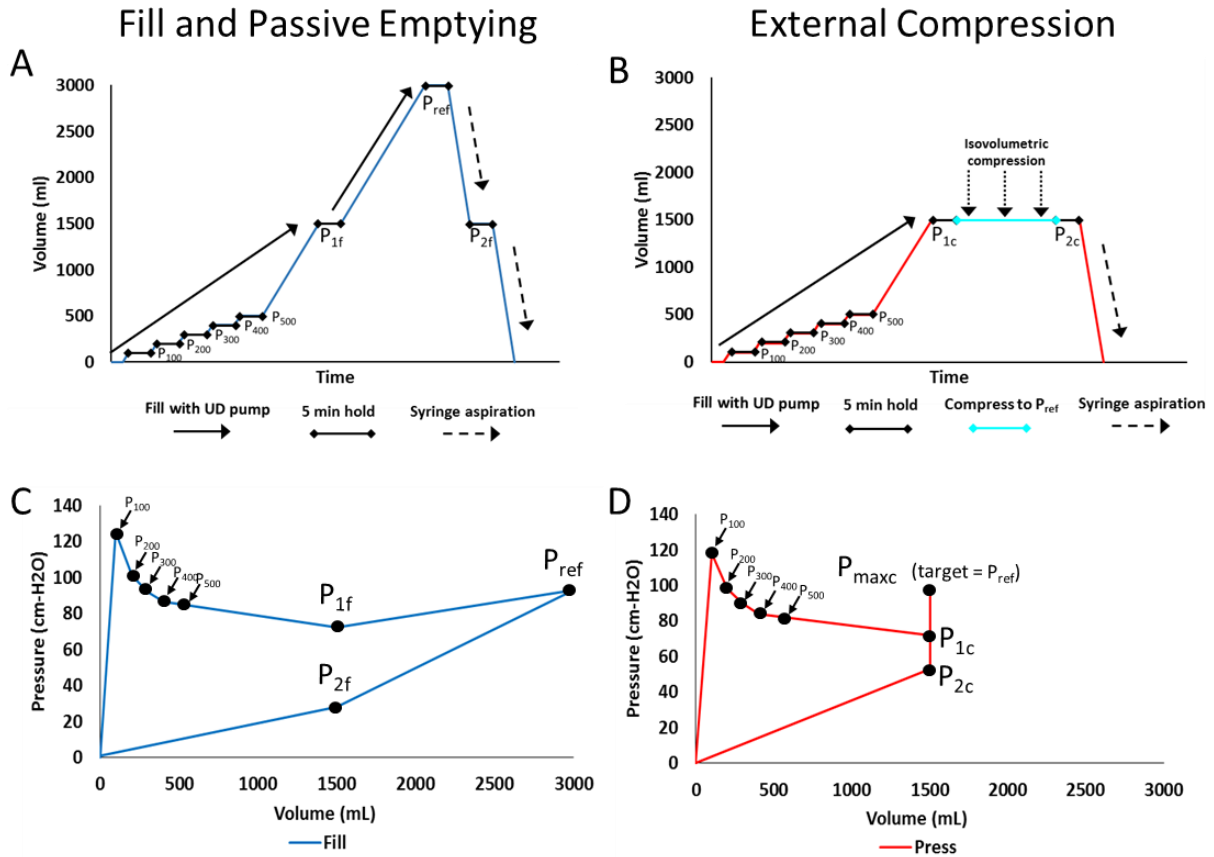 Fill and Passive Emptying
External Compression
A
3000
2500
2000
1500
1000
500
0
Volume (ml)
P100
P200
P300
P400
P500
P1f
Pref
P2f
Time
Fill with UD pump
5 min hold
Syringe aspiration
B
3000
2500
2000
1500
1000
500
0
Volume (ml)
P100
P200
P300
P400
P500
P1c
Isovolumetric
compression
P2c
Time
Fill with UD pump
5 min hold
Compress to Pref
Syringe aspiration
C
140
120
100
80
60
40
20
0
Pressure (cm-H2O)
P100
P200
P300
P400
P500
P1f
Pref
P2f
0 500 1000 1500 2000 2500 3000
Volume (mL)
Fill
D
140
120
100
80
60
40
20
0
Pressure (cm-H2O)
P100
P200
P300
P400
P500
Pmaxc (target = Pref)
P1c
P2c
0 500 1000 1500 2000 2500 3000
Volume (mL)
Press